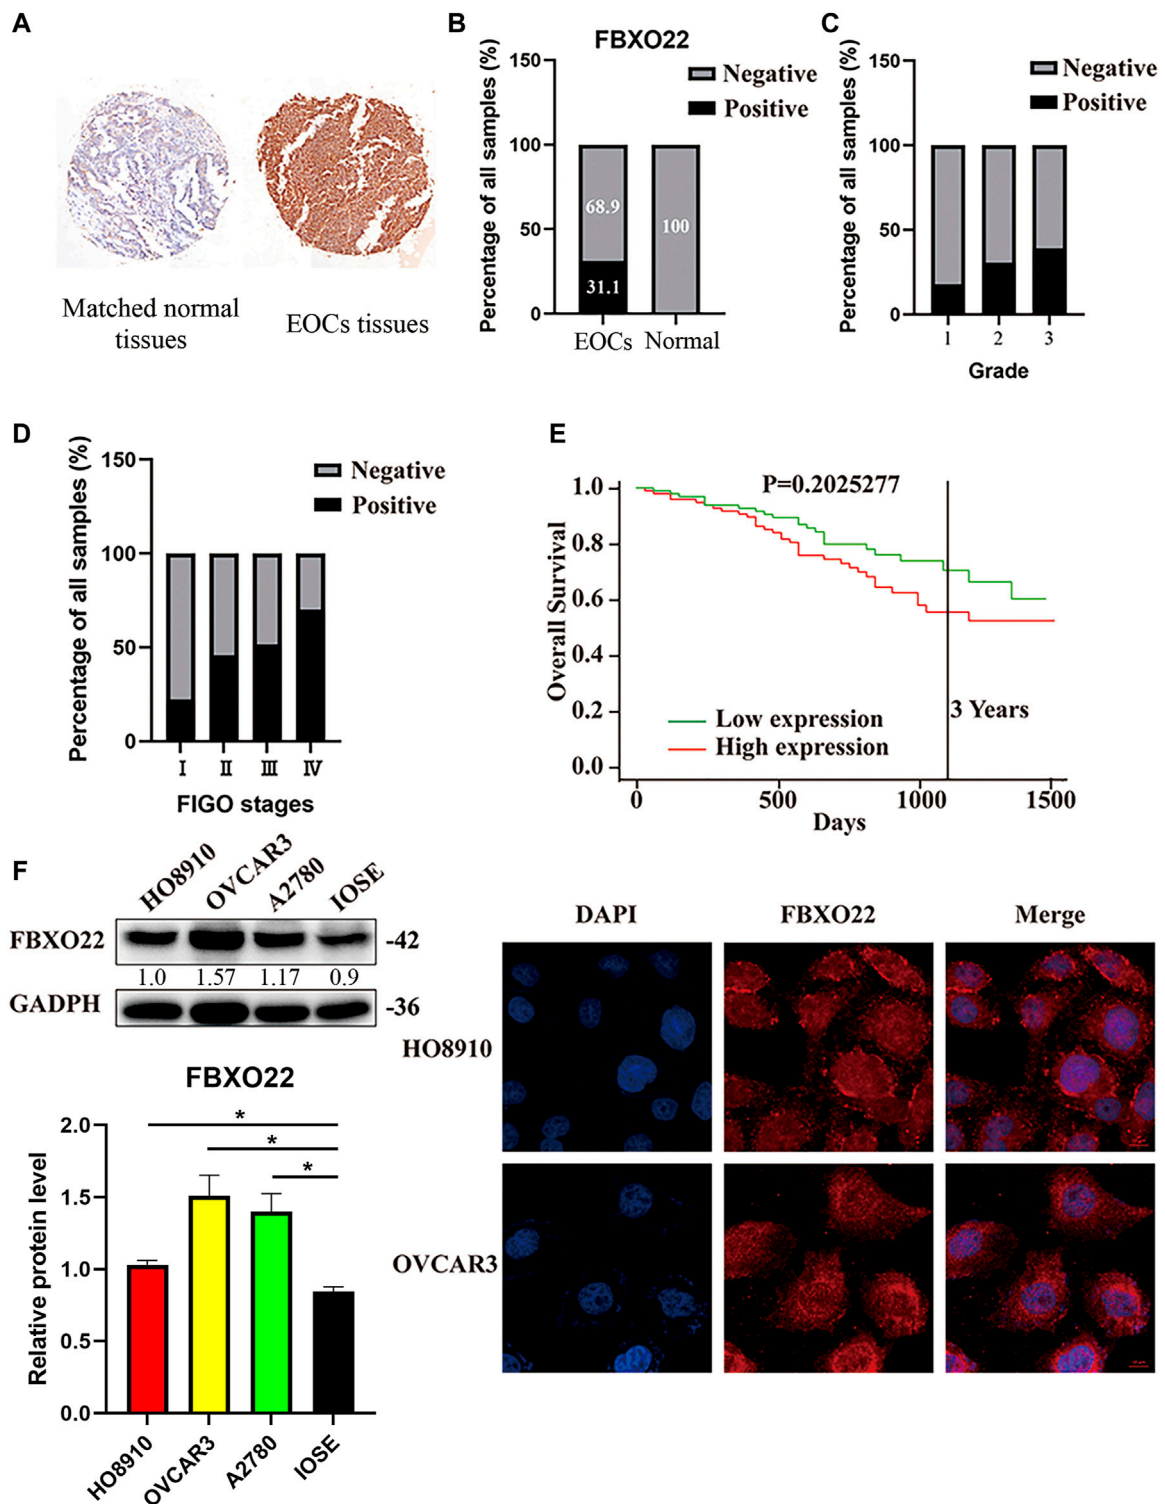 A
Matched normal
tissues
EOCs tissues
B
FBXO22
Percentage of all samples (%)
150
100
50
0
Negative
Positive
68.9
31.1
100
EOCs
Normal
C
Percentage of all samples (%)
150
100
50
0
Negative
Positive
1
2
3
Grade
D
Percentage of all samples (%)
150
100
50
0
Negative
Positive
I
II
III
IV
FIGO stages
E
Overall Survival
1.0
0.8
0.6
0.4
0.2
0.0
P=0.2025277
Low expression
High expression
3 Years
0
500
1000
1500
Days
F
HO8910
OVCAR3
A2780
IOSE
FBXO22
-42
1.0
1.57
1.17
0.9
GADPH
-36
FBXO22
Relative protein level
2.0
1.5
1.0
0.5
0.0
*
*
*
HO8910
OVCAR3
A2780
IOSE
DAPI
FBXO22
Merge
HO8910
OVCAR3